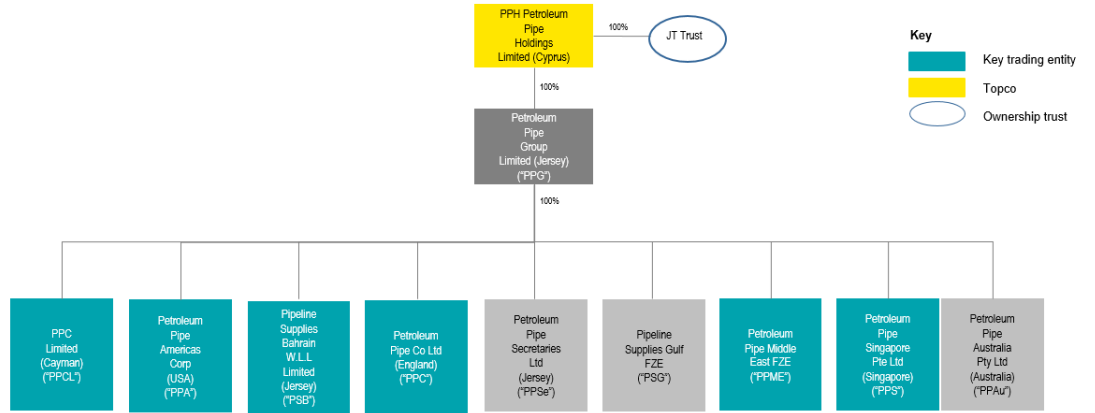 PPH Petroleum
Pipe
Holdings
Limited (Cyprus)
100%
JT Trust
Key
Key trading entity
Topco
Ownership trust
100%
Petroleum
Pipe
Group
Limited (Jersey)
("PPG")
100%
PPC
Limited
(Cayman)
("PPCL")
Petroleum
Pipe
Americas
Corp
(USA)
("PPA")
Pipeline
Supplies
Bahrain
W.L.L
Limited
(Jersey)
("PSB")
Petroleum
Pipe Co Ltd
(England)
("PPC")
Petroleum
Pipe
Secretaries
Ltd
(Jersey)
("PPSe")
Pipeline
Supplies Gulf
FZE
("PSG")
Petroleum
Pipe Middle
East FZE
("PPME")
Petroleum
Pipe
Singapore
Pte Ltd
(Singapore)
("PPS")
Petroleum
Pipe
Australia
Pty Ltd
(Australia)
("PPAu")